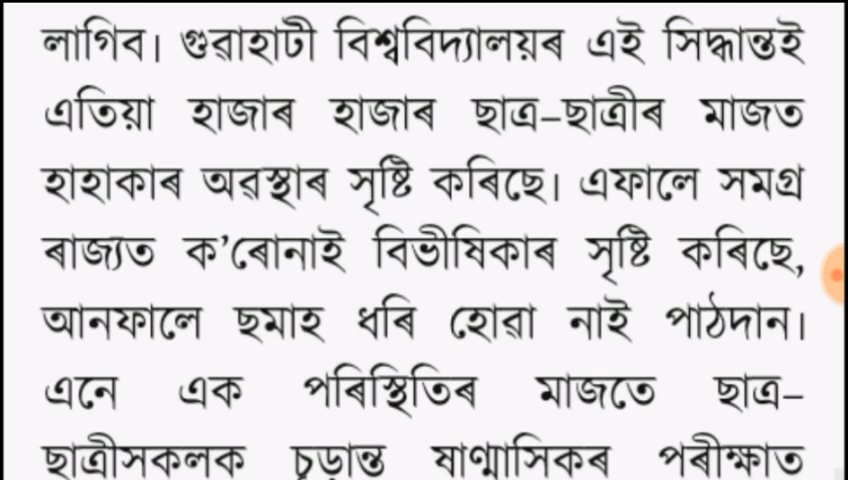 লাগিব। গুৱাহাটী বিশ্ববিদ্যালয়ৰ এই সিদ্ধান্তই
এতিয়া হাজাৰ হাজাৰ ছাত্ৰ-ছাত্ৰীৰ মাজত
হাহাকাৰ অৱস্থাৰ সৃষ্টি কৰিছে। এফালে সমগ্ৰ
ৰাজ্যত ক’ৰোনাই বিভীষিকাৰ সৃষ্টি কৰিছে,
আনফালে ছমাহ ধৰি হোৱা নাই পাঠদান।
এনে এক পৰিস্থিতিৰ মাজতে ছাত্ৰ-
ছাত্ৰীসকলক চূড়ান্ত ষাণ্মাসিকৰ পৰীক্ষাত